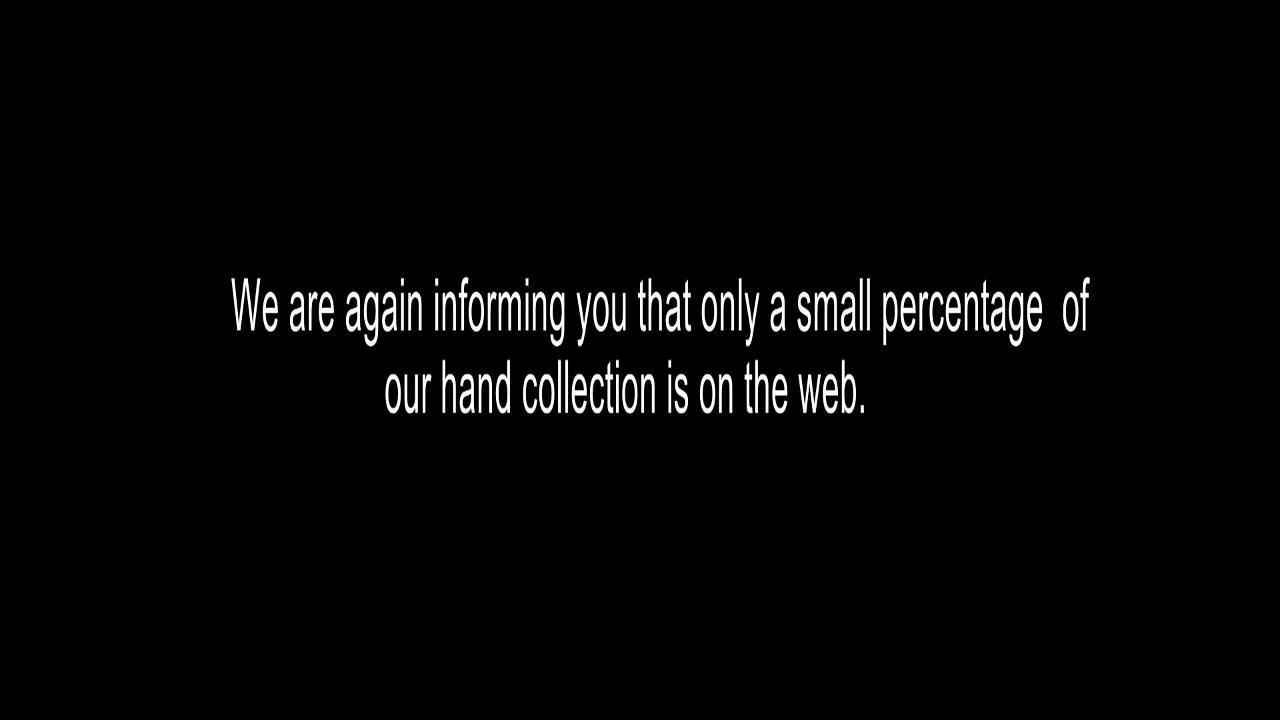 We are again informing you that only a small percentage  of
our hand collection is on the web.